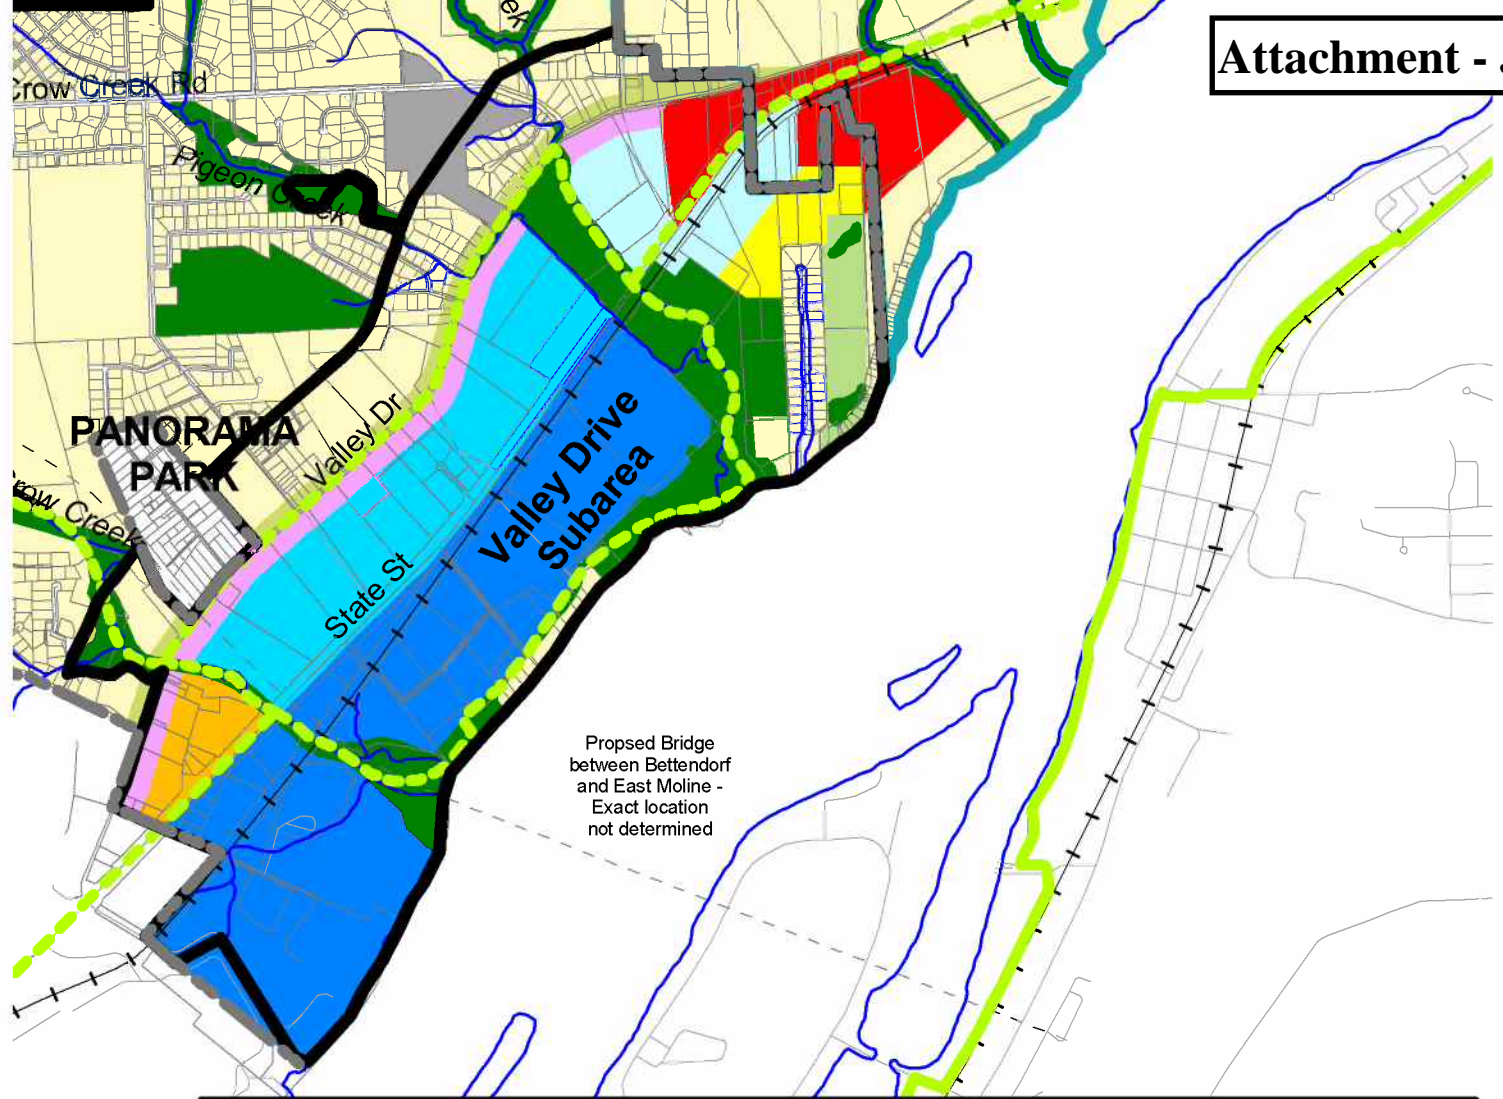 Attachment -
Crow Creek Rd
Pigeon Creek
PANORAMA
PARK
Valley Dr
Crow Creek
State St
Valley Drive
Subarea
Propsed Bridge
between Bettendorf
and East Moline -
Exact location
not determined